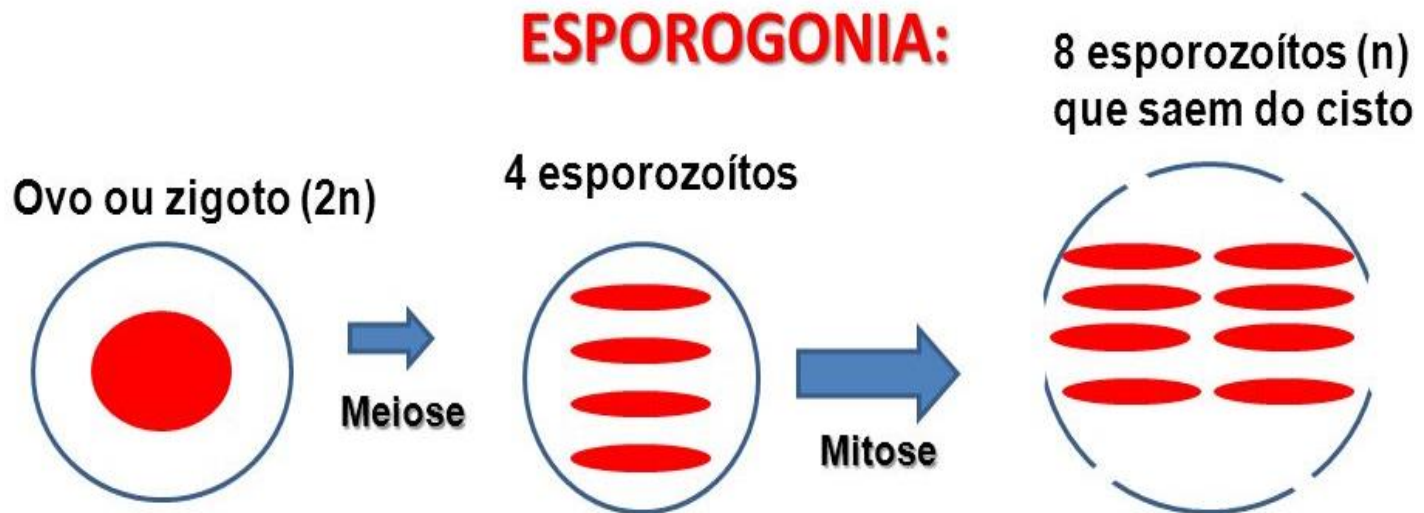 ESPOROGONIA:
8 esporozoítos (n)
que saem do cisto
4 esporozoítos
Ovo ou zigoto (2n)
Meiose
Mitose